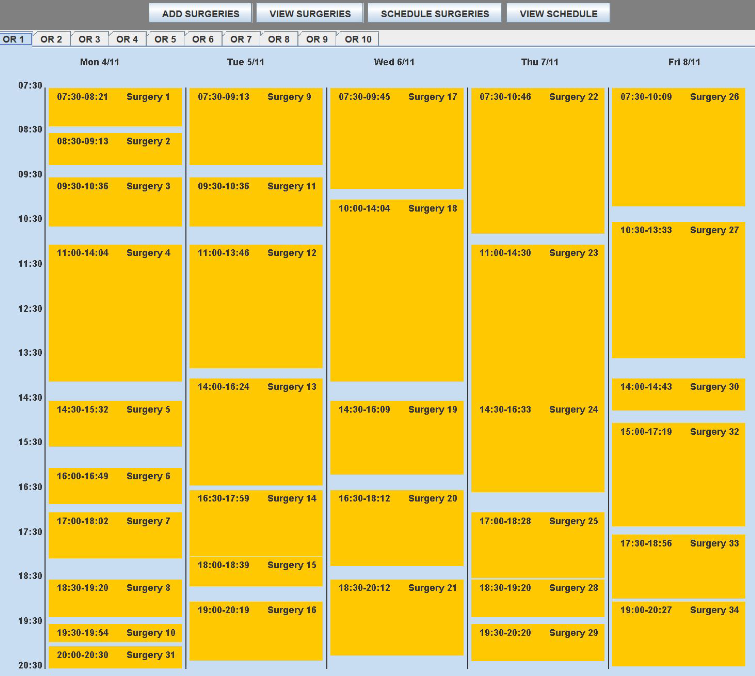 ADD SURGERIES VIEW SURGERIES SCHEDULE SURGERIES VIEW SCHEDULE
OR 1 OR 2 OR 3 OR 4 OR 5 OR 6 OR 7 OR 8 OR 9 OR 10
Mon 4/11 Tue 5/11 Wed 6/11 Thu 7/11 Fri 8/11
07:30
07:30-08:21 Surgery 1 07:30-09:13 Surgery 9 07:30-09:45 Surgery 17 07:30-10:46 Surgery 22 07:30-10:09 Surgery 26
08:30
08:30-09:13 Surgery 2
09:30
09:30-10:36 Surgery 3 09:30-10:36 Surgery 11
10:00-14:04 Surgery 18
10:30
10:30-13:33 Surgery 27
11:00-14:04 Surgery 4 11:00-13:46 Surgery 12 11:00-14:30 Surgery 23
11:30
12:30
13:30
14:00-16:24 Surgery 13 14:00-14:43 Surgery 30
14:30
14:30-15:32 Surgery 5 14:30-16:09 Surgery 19 14:30-16:33 Surgery 24
15:00-17:19 Surgery 32
15:30
16:00-16:49 Surgery 6
16:30
16:30-17:59 Surgery 14 16:30-18:12 Surgery 20
17:00-18:02 Surgery 7 17:00-18:28 Surgery 25
17:30
17:30-18:56 Surgery 33
18:00-18:39 Surgery 15
18:30
18:30-19:20 Surgery 8 18:30-20:12 Surgery 21 18:30-19:20 Surgery 28
19:00-20:19 Surgery 16 19:00-20:27 Surgery 34
19:30
19:30-19:54 Surgery 10 19:30-20:20 Surgery 29
20:00-20:30 Surgery 31
20:30